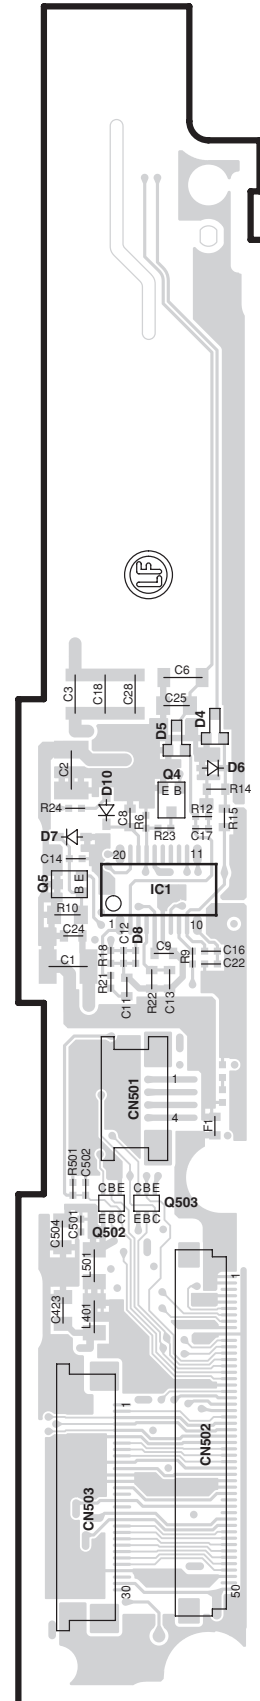 LF
C3
C18
C28
C6
C25
D5
D4
C2
D10
Q4
D6
R14
E B
R24
C8
R6
R12
R15
D7
R23
C17
C14
20
11
Q5
B E
IC1
R10
1
10
C24
R18
C12
D8
C9
R9
C16
C1
C22
R21
C11
R22
C13
CN501
1
4
F1
R501
C502
CBE
CBE
Q503
EBC
EBC
Q502
C504
C501
L501
1
C423
L401
1
CN502
CN503
30
50